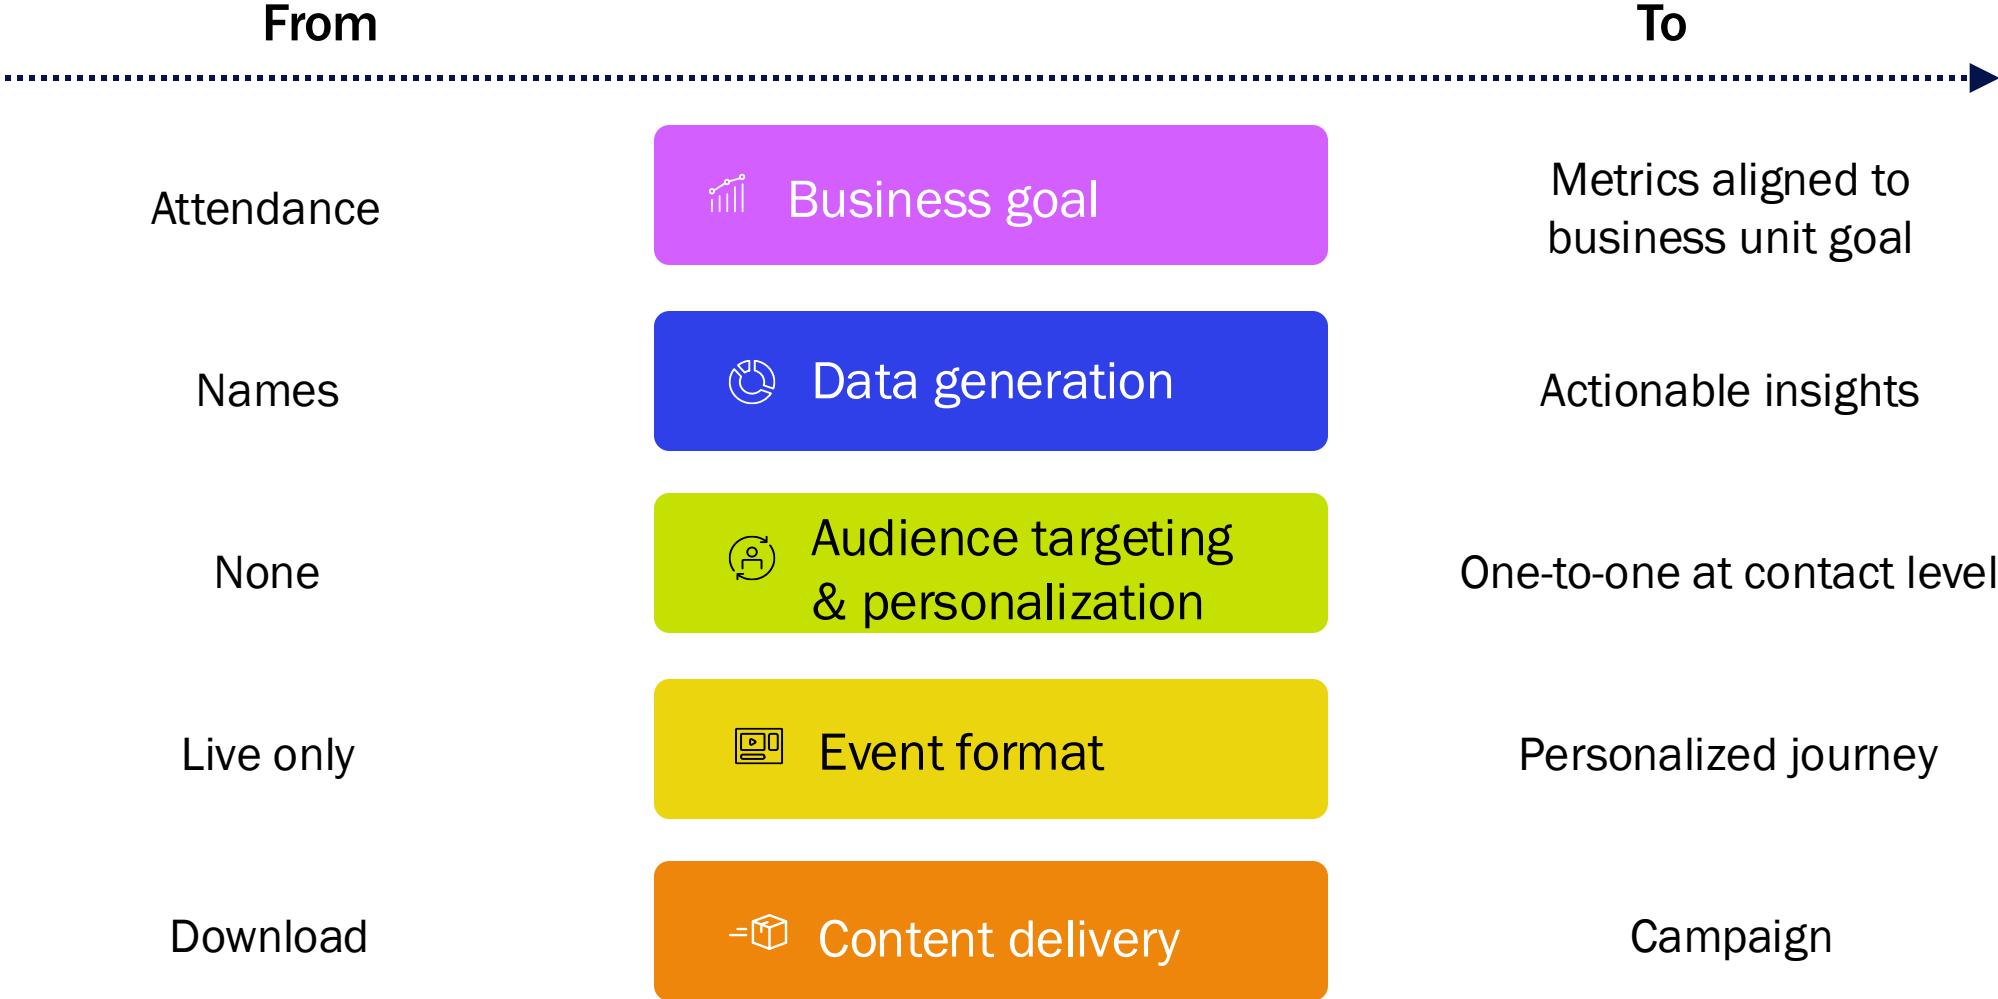 From
To
Attendance
Business goal
Metrics aligned to
business unit goal
Names
Data generation
Actionable insights
None
Audience targeting
& personalization
One-to-one at contact level
Live only
Event format
Personalized journey
Download
Content delivery
Campaign